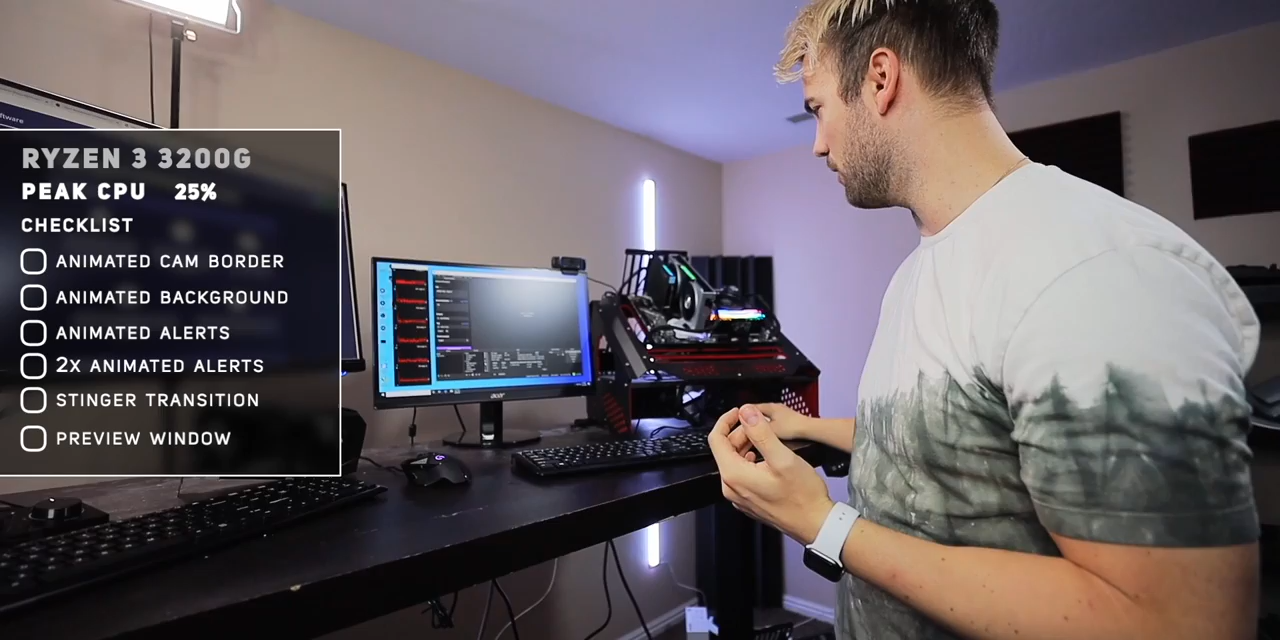 ftware
RYZEN 3 3200G
PEAK CPU 25%
CHECKLIST
ANIMATED CAM BORDER
ANIMATED BACKGROUND
ANIMATED ALERTS
2X ANIMATED ALERTS
STINGER TRANSITION
PREVIEW WINDOW
acer